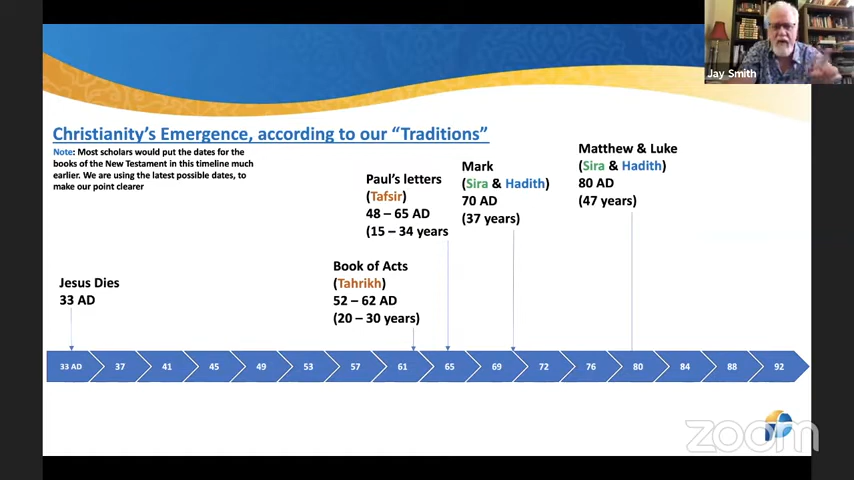 Jay Smith
Christianity's Emergence, according to our "Traditions"
Note: Most scholars would put the dates for the
books of the New Testament in this timeline much
earlier. We are using the latest possible dates, to
make our point clearer
Matthew & Luke
(Sira & Hadith)
80 AD
(47 years)
Mark
(Sira & Hadith)
70 AD
(37 years)
Paul's letters
(Tafsir)
48 – 65 AD
(15 – 34 years
Book of Acts
(Tahrikh)
52 – 62 AD
(20 – 30 years)
Jesus Dies
33 AD
33 AD 37 41 45 49 53 57 61 65 69 72 76 80 84 88 92
zoom